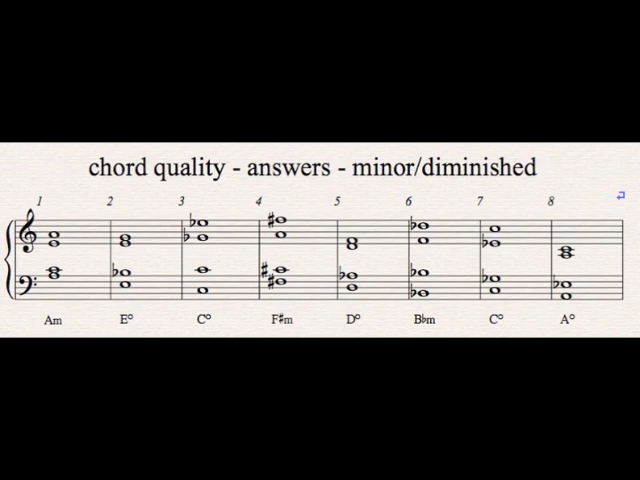 chord quality - answers - minor/diminished
1 2 3 4 5 6 7 8
Am E° C° F♯m D° B♭m C° A°